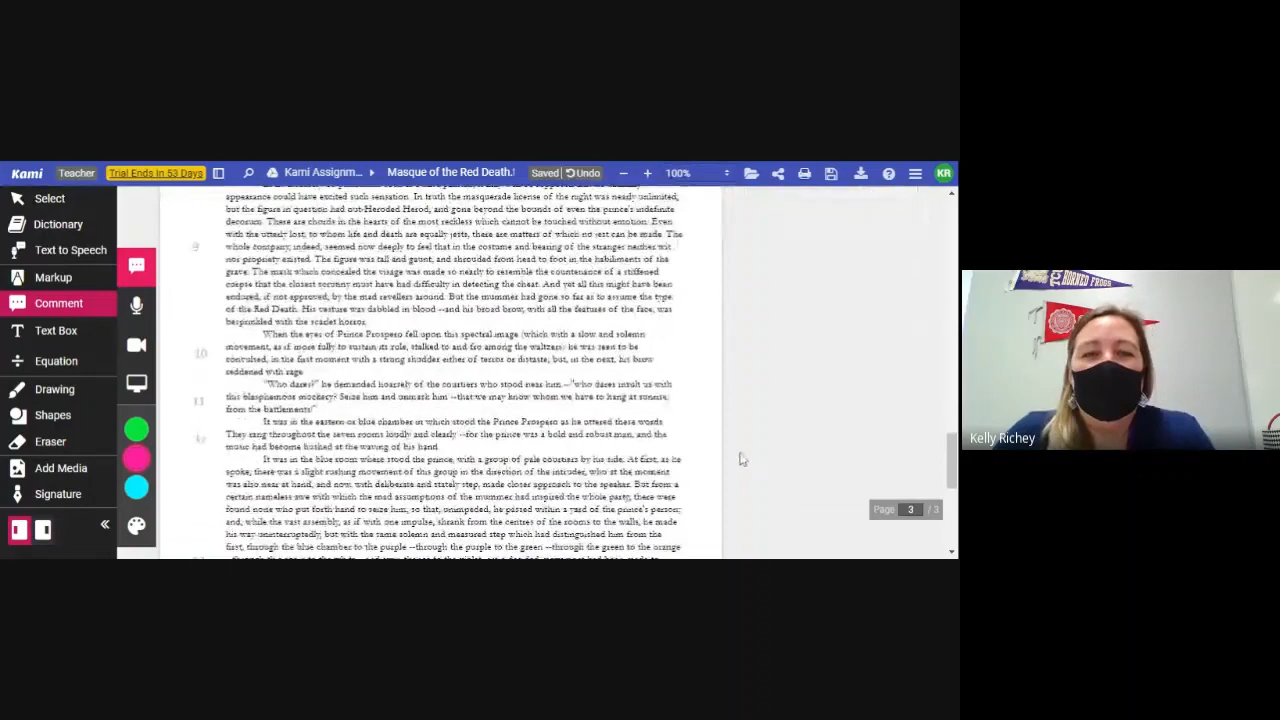 HORNED FROGS
Kami Teacher Trial Ends in 53 Days Kami Assignm... Masque of the Red Death. Saved Undo 100% KR
Select
Dictionary
Text to Speech
Markup
Comment
Text Box
Equation
Drawing
Shapes
Eraser
Add Media
Signature
appearance could have excited such sensation. In truth the masquerade license of the night was nearly unlimited;
but the figure in question had out-Heroded Herod, and gone beyond the bounds of even the prince's indefinite
decorum. There are chords in the hearts of the most reckless which cannot be touched without emotion. Even
with the utterly lost, to whom life and death are equally jests, there are matters of which no jest can be made. The
9 whole company, indeed, seemed now deeply to feel that in the costume and bearing of the stranger neither wit
nor propriety existed. The figure was tall and gaunt, and shrouded from head to foot in the habiliments of the
grave. The mask which concealed the visage was made so nearly to resemble the countenance of a stiffened
corpse that the closest scrutiny must have had difficulty in detecting the cheat. And yet all this might have been
endured, if not approved, by the mad revellers around. But the mummer had gone so far as to assume the type
of the Red Death. His vesture was dabbled in blood --and his broad brow, with all the features of the face, was
besprinkled with the scarlet horror.
When the eyes of Prince Prospero fell upon this spectral image (which with a slow and solemn
movement, as if more fully to sustain its role, stalked to and fro among the waltzers) he was seen to be
10 convulsed, in the first moment with a strong shudder either of terror or distaste; but, in the next, his brow
reddened with rage.
"Who dares?" he demanded hoarsely of the courtiers who stood near him --"who dares insult us with
11 this blasphemous mockery? Seize him and unmask him --that we may know whom we have to hang at sunrise,
from the battlements!"
It was in the eastern or blue chamber in which stood the Prince Prospero as he uttered these words.
They rang throughout the seven rooms loudly and clearly --for the prince was a bold and robust man, and the
music had become hushed at the waving of his hand.
It was in the blue room where stood the prince, with a group of pale courtiers by his side. At first, as he
spoke, there was a slight rushing movement of this group in the direction of the intruder, who at the moment
was also near at hand, and now, with deliberate and stately step, made closer approach to the speaker. But from a
certain nameless awe with which the mad assumptions of the mummer had inspired the whole party, there were
found none who put forth hand to seize him; so that, unimpeded, he passed within a yard of the prince's person;
and, while the vast assembly, as if with one impulse, shrank from the centres of the rooms to the walls, he made
his way uninterruptedly, but with the same solemn and measured step which had distinguished him from the
first, through the blue chamber to the purple --through the purple to the green --through the green to the orange
Page 3 / 3
Kelly Richey